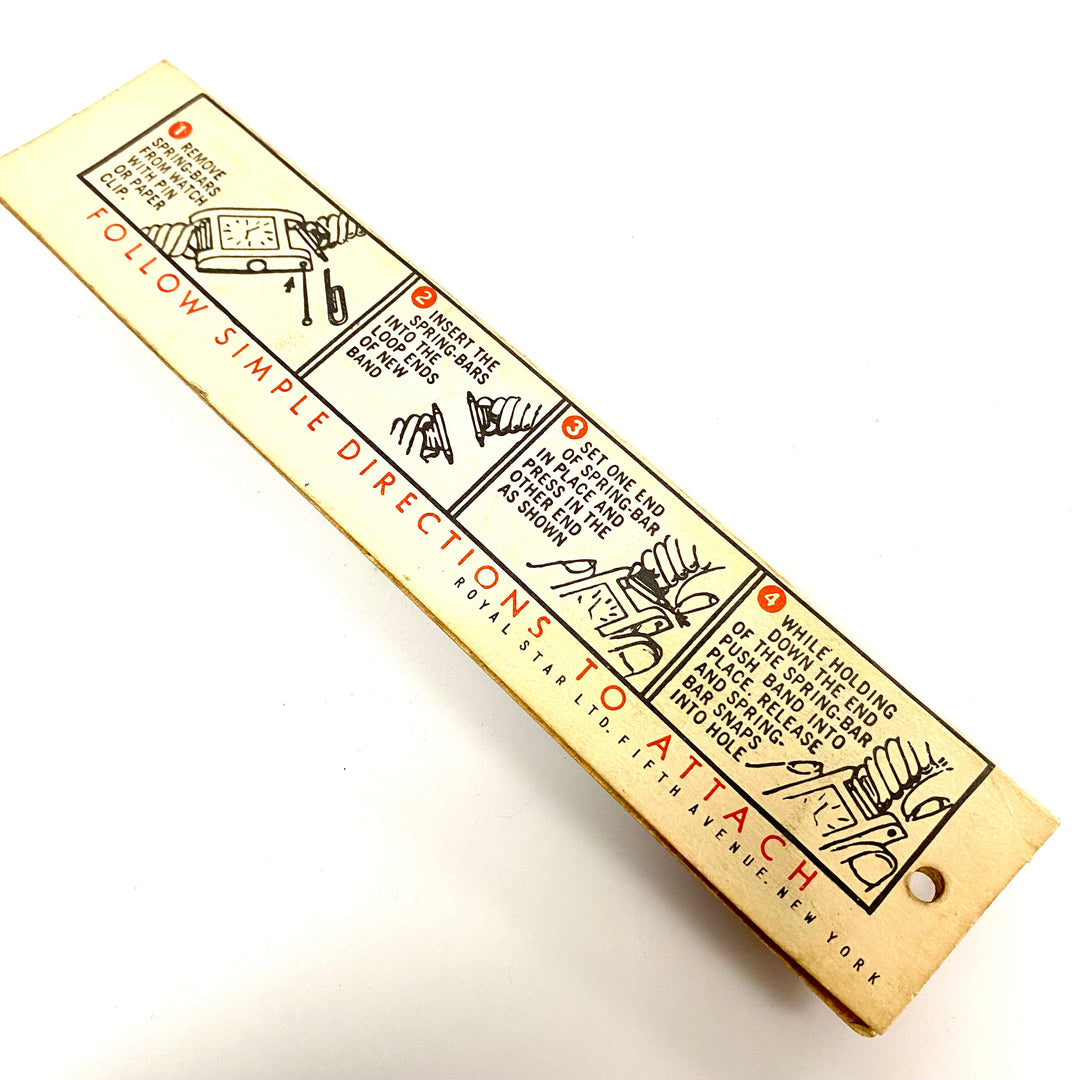 1 REMOVE
SPRING-BARS
FROM WATCH
WITH PIN
OR PAPER
CLIP.
2 INSERT THE
SPRING-BARS
INTO THE
LOOP ENDS
OF NEW
BAND
3 SET ONE END
OF SPRING-BAR
IN PLACE AND
PRESS IN THE
OTHER END
AS SHOWN
4 WHILE HOLDING
DOWN THE END
OF THE SPRING-BAR
PUSH BAND INTO
PLACE. RELEASE
AND SPRING-
BAR SNAPS
INTO HOLE
FOLLOW SIMPLE DIRECTIONS TO ATTACH
ROYAL STAR LTD. FIFTH AVENUE. NEW YORK